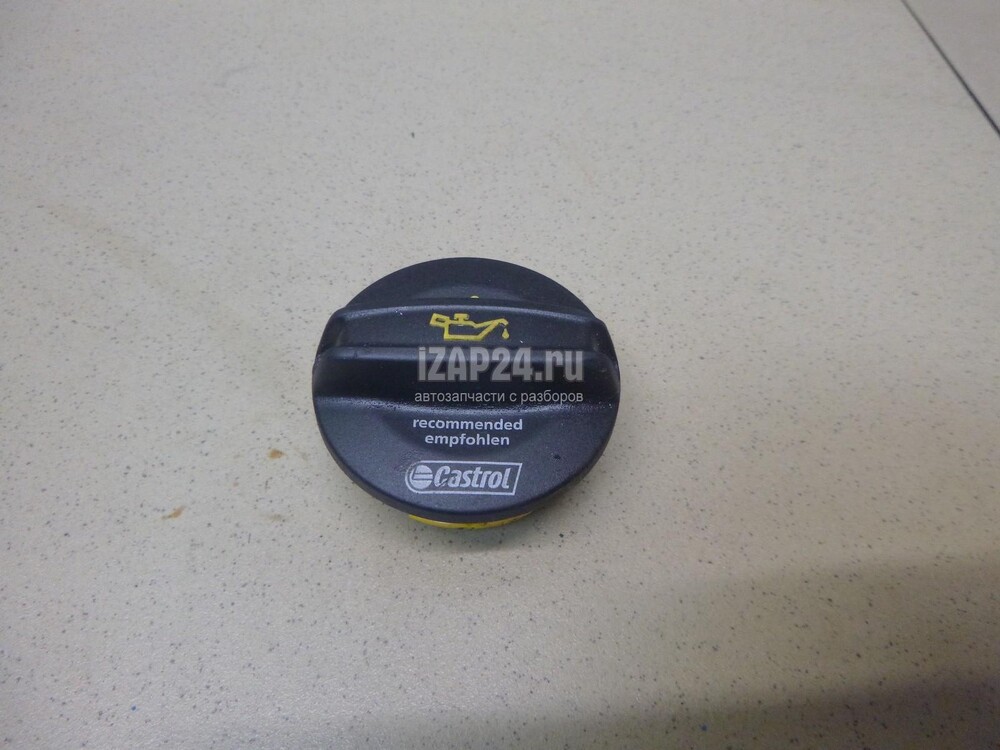 iZAP24.ru
автозапчасти с разборов
recommended
empfohlen
Castrol